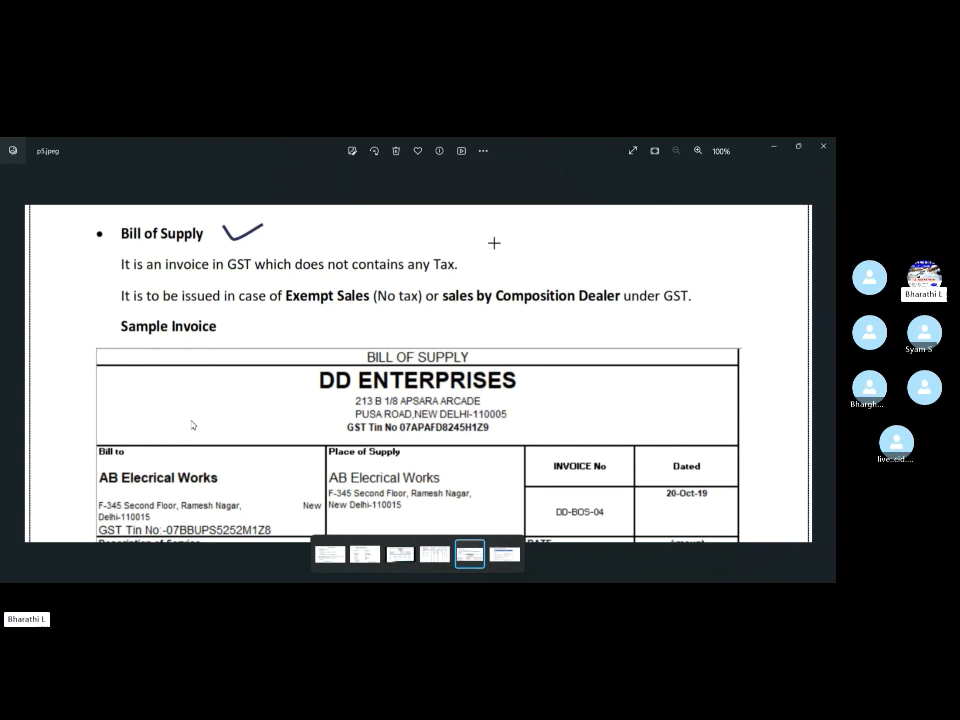 p5.jpeg
100%
• Bill of Supply
It is an invoice in GST which does not contains any Tax.
It is to be issued in case of Exempt Sales (No tax) or sales by Composition Dealer under GST.
Sample Invoice
BILL OF SUPPLY
DD ENTERPRISES
213 B 1/8 APSARA ARCADE
PUSA ROAD,NEW DELHI-110005
GST Tin No 07APAFD8245H1Z9
Bill to
AB Elecrical Works
F-345 Second Floor, Ramesh Nagar, New
Delhi-110015
GST Tin No:-07BBUPS5252M1Z8
Place of Supply
AB Elecrical Works
F-345 Second Floor, Ramesh Nagar,
New Delhi-110015
INVOICE No
Dated
DD-BOS-04
20-Oct-19
Bharathi L
Syam S
Bhargh...
live:.cid....
Bharathi L